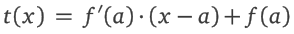 t(x) = f′(a)·(x−a)+f(a)